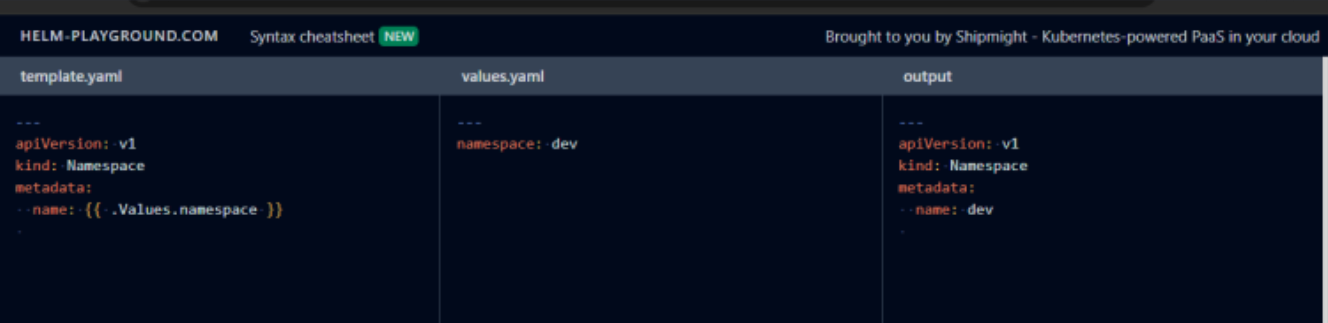 HELM-PLAYGROUND.COM Syntax cheatsheet NEW Brought to you by Shipmight - Kubernetes-powered PaaS in your cloud
template.yaml
---
apiVersion: v1
kind: Namespace
metadata:
  name: {{ .Values.namespace }}
values.yaml
---
namespace: dev
output
---
apiVersion: v1
kind: Namespace
metadata:
  name: dev